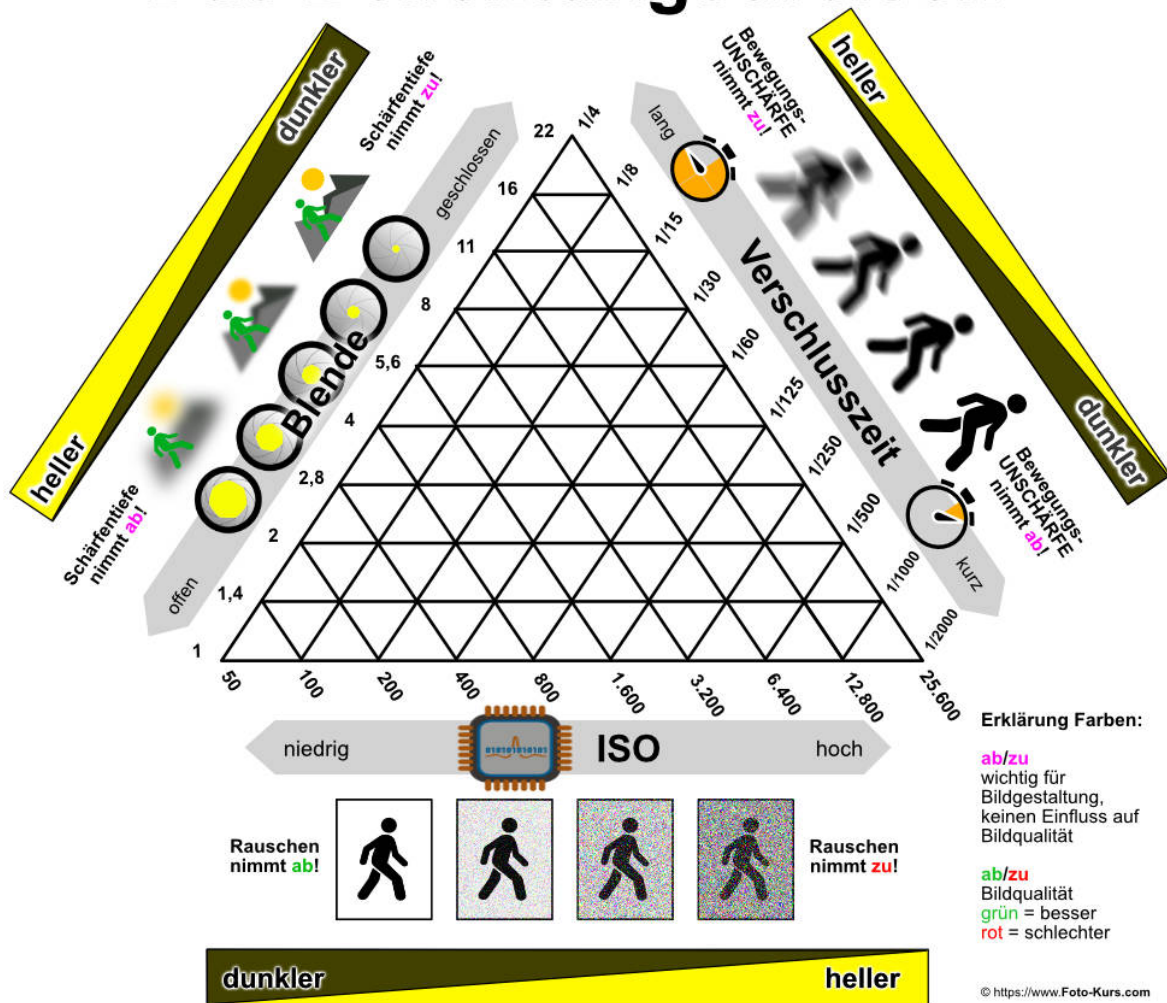 heller
dunkler
Schärfentiefe
nimmt zu!
Schärfentiefe
nimmt ab!
geschlossen
Blende
offen
22
16
11
8
5,6
4
2,8
2
1,4
1
1/4
1/8
1/15
1/30
1/60
1/125
1/250
1/500
1/1000
1/2000
lang
Verschlusszeit
kurz
Bewegungs-
UNSCHÄRFE
nimmt zu!
Bewegungs-
UNSCHÄRFE
nimmt ab!
heller
dunkler
50
100
200
400
800
1.600
3.200
6.400
12.800
25.600
niedrig
ISO
hoch
Rauschen
nimmt ab!
Rauschen
nimmt zu!
dunkler
heller
Erklärung Farben:
ab/zu
wichtig für
Bildgestaltung,
keinen Einfluss auf
Bildqualität
ab/zu
Bildqualität
grün = besser
rot = schlechter
© https://www.Foto-Kurs.com